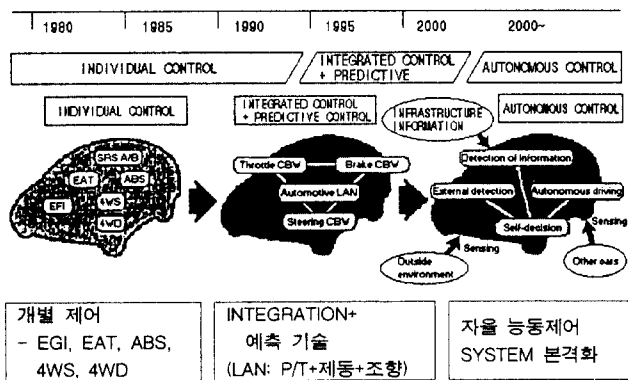 1980 1985 1990 1995 2000 2000~
INDIVIDUAL CONTROL
INTEGRATED CONTROL
+ PREDICTIVE
AUTONOMOUS CONTROL
INDIVIDUAL CONTROL
INTEGRATED CONTROL
+ PREDICTIVE CONTROL
INFRASTRUCTURE
INFORMATION
AUTONOMOUS CONTROL
SRS A/B
EAT
ABS
EFI
4WS
4WD
Throttle CBW
Brake CBW
Automotive LAN
Steering CBW
Detection of information
External detection
Autonomous driving
Self-decision
Sensing
Sensing
Outside
environment
Other cars
개별 제어
- EGI, EAT, ABS,
4WS, 4WD
INTEGRATION+
예측 기술
(LAN: P/T+제동+조향)
자율 능동제어
SYSTEM 본격화